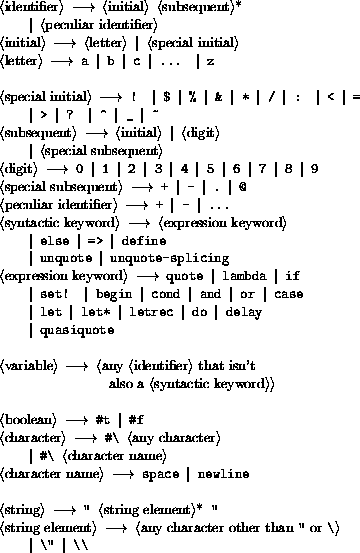 ⟨identifier⟩ ⟶ ⟨initial⟩ ⟨subsequent⟩*
| ⟨peculiar identifier⟩
⟨initial⟩ ⟶ ⟨letter⟩ | ⟨special initial⟩
⟨letter⟩ ⟶ a | b | c | ... | z
⟨special initial⟩ ⟶ ! | $ | % | & | * | / | : | < | =
| > | ? | ^ | _ | ~
⟨subsequent⟩ ⟶ ⟨initial⟩ | ⟨digit⟩
| ⟨special subsequent⟩
⟨digit⟩ ⟶ 0 | 1 | 2 | 3 | 4 | 5 | 6 | 7 | 8 | 9
⟨special subsequent⟩ ⟶ + | - | . | @
⟨peculiar identifier⟩ ⟶ + | - | ...
⟨syntactic keyword⟩ ⟶ ⟨expression keyword⟩
| else | => | define
| unquote | unquote-splicing
⟨expression keyword⟩ ⟶ quote | lambda | if
| set! | begin | cond | and | or | case
| let | let* | letrec | do | delay
| quasiquote
⟨variable⟩ ⟶ ⟨any ⟨identifier⟩ that isn't
also a ⟨syntactic keyword⟩⟩
⟨boolean⟩ ⟶ #t | #f
⟨character⟩ ⟶ #\ ⟨any character⟩
| #\ ⟨character name⟩
⟨character name⟩ ⟶ space | newline
⟨string⟩ ⟶ " ⟨string element⟩* "
⟨string element⟩ ⟶ ⟨any character other than " or \⟩
| \" | \\